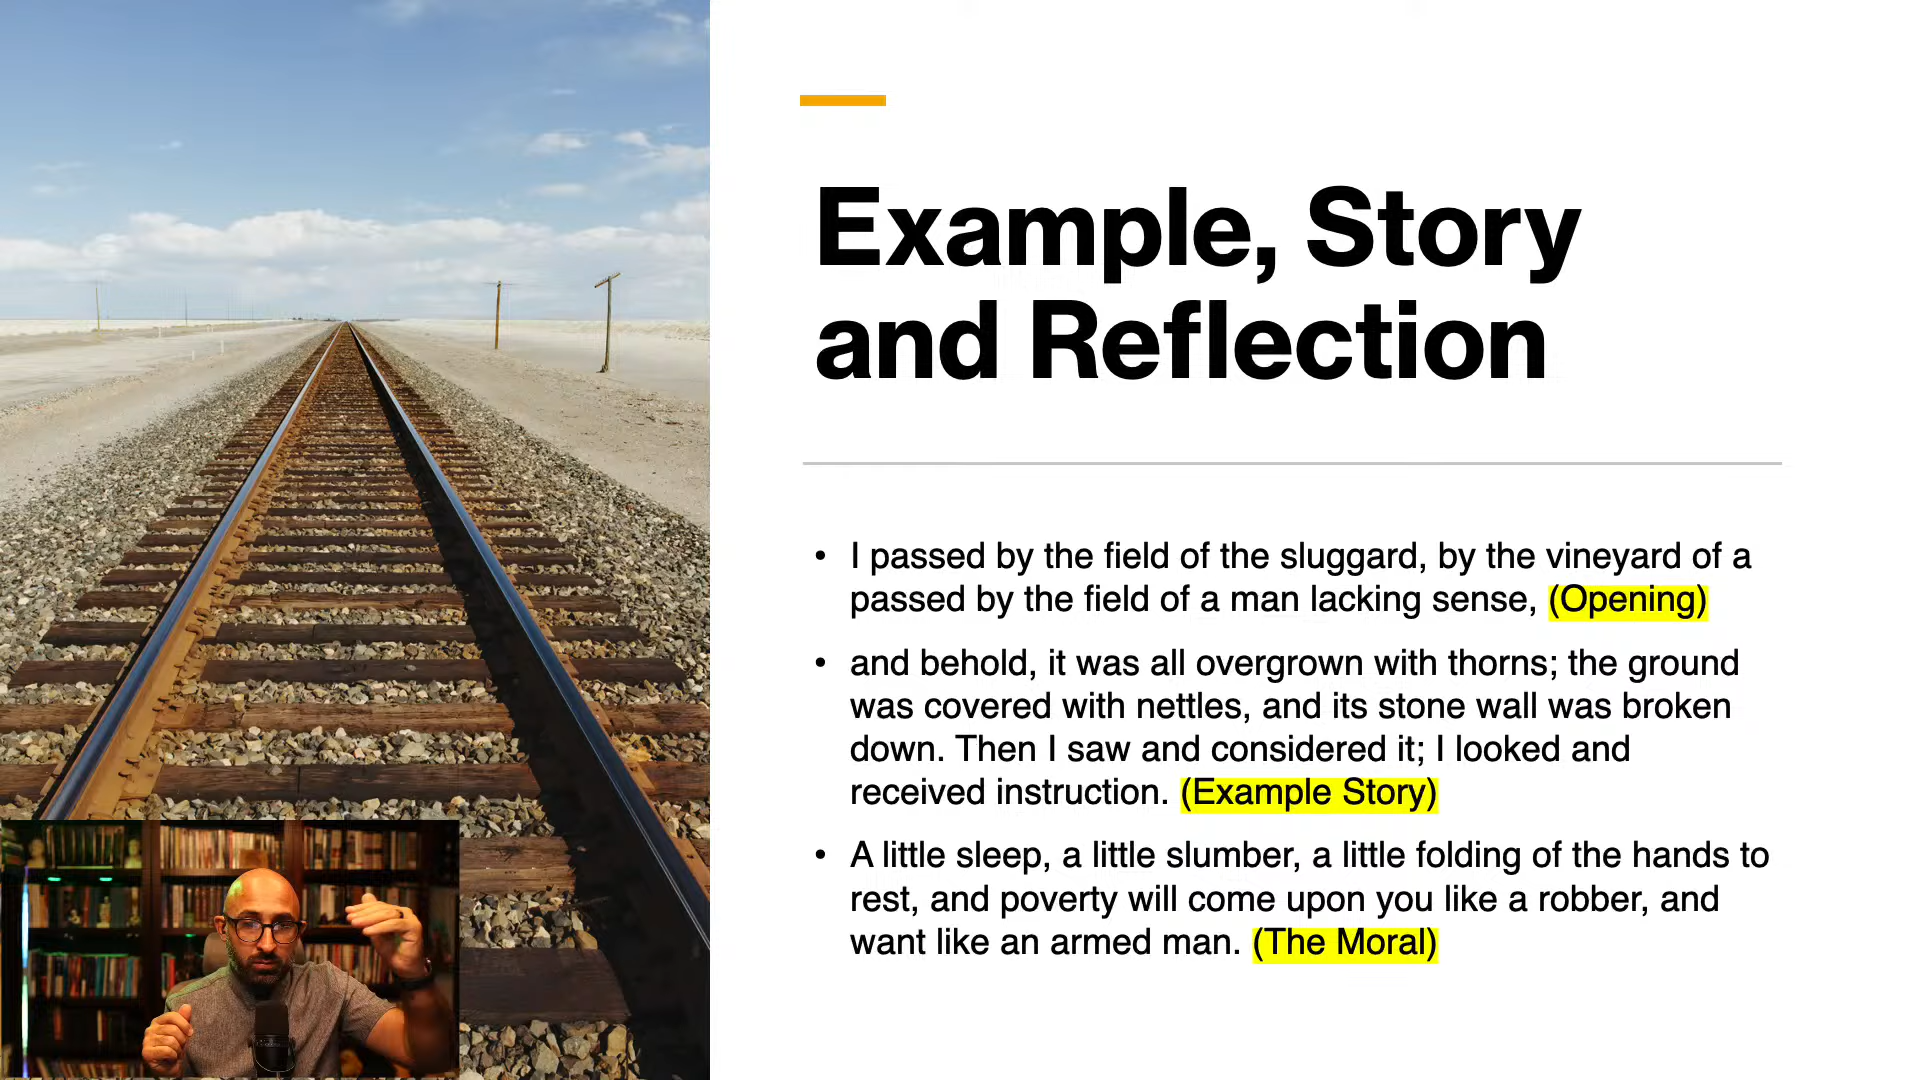 Example, Story
and Reflection
• I passed by the field of the sluggard, by the vineyard of a
passed by the field of a man lacking sense, (Opening)
• and behold, it was all overgrown with thorns; the ground
was covered with nettles, and its stone wall was broken
down. Then I saw and considered it; I looked and
received instruction. (Example Story)
• A little sleep, a little slumber, a little folding of the hands to
rest, and poverty will come upon you like a robber, and
want like an armed man. (The Moral)